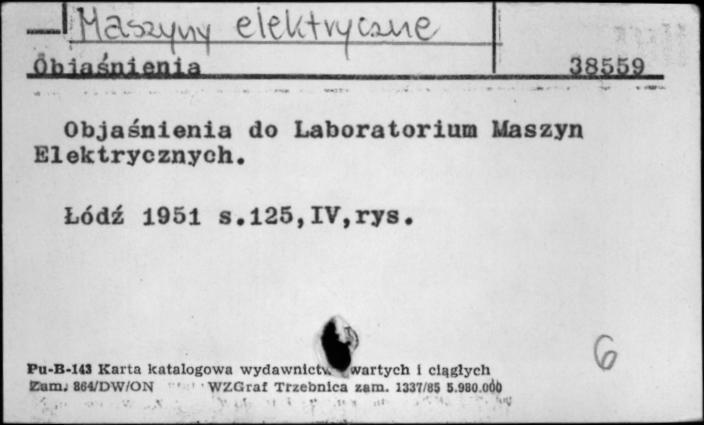 Maszyny elektryczne
Objaśnienia 38559
Objaśnienia do Laboratorium Maszyn
Elektrycznych.
Łódź 1951 s.125,IV,rys.
6
Pu-B-143 Karta katalogowa wydawnictw wartych i ciągłych
Zam. 864/DW/ON WZGraf Trzebnica zam. 1337/85 5.980.000